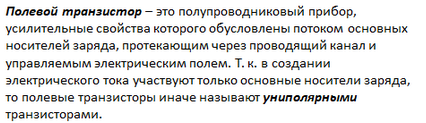 Полевой транзистор – это полупроводниковый прибор,
усилительные свойства которого обусловлены потоком основных
носителей заряда, протекающим через проводящий канал и
управляемым электрическим полем. Т. к. в создании
электрического тока участвуют только основные носители заряда,
то полевые транзисторы иначе называют униполярными
транзисторами.